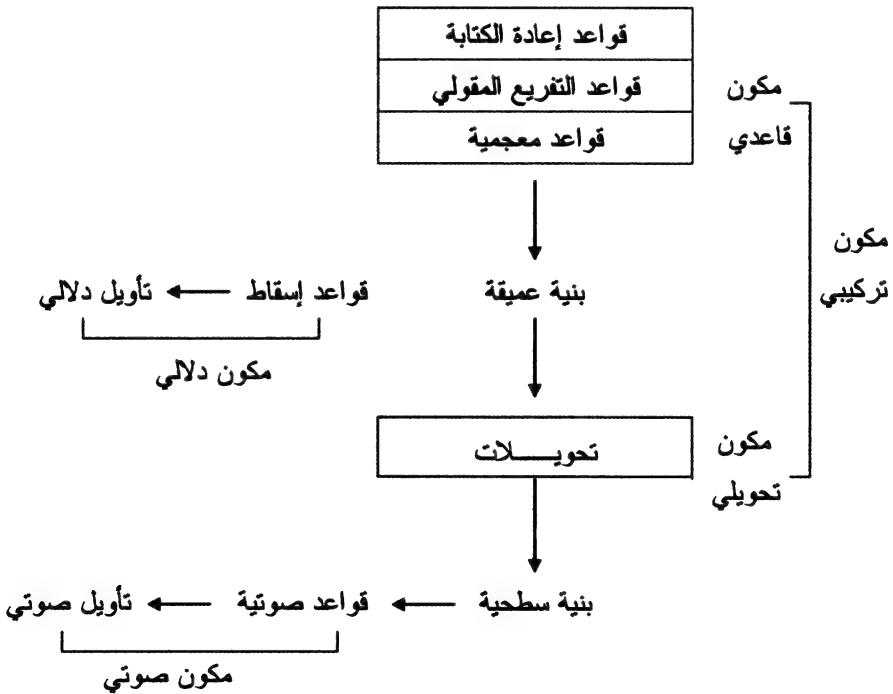 قواعد إعادة الكتابة
قواعد التفريع المقولي
قواعد معجمية
مكون
قاعدي
مكون
تركيبي
بنية عميقة
قواعد إسقاط
تأويل دلالي
مكون دلالي
تحويـــــلات
مكون
تحويلي
بنية سطحية
قواعد صوتية
تأويل صوتي
مكون صوتي